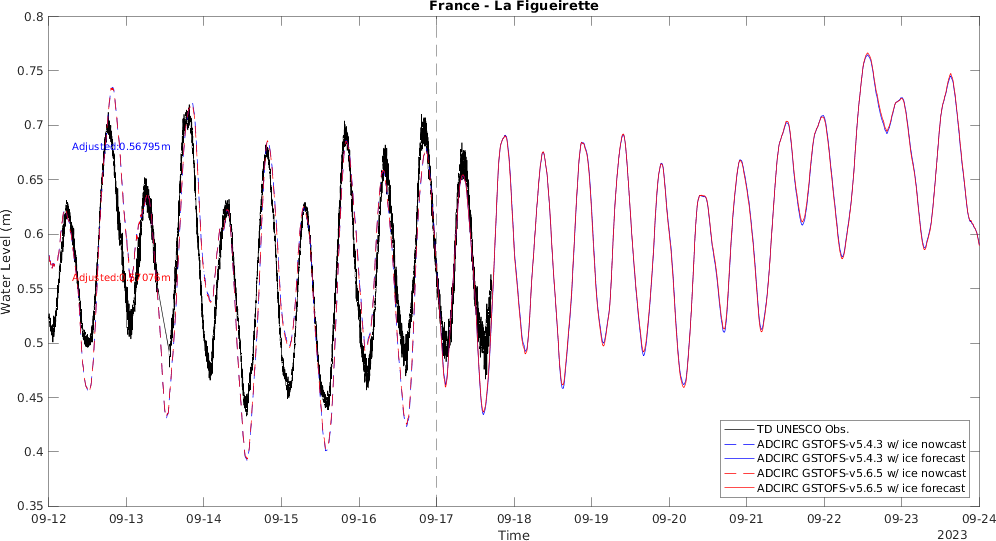 France - La Figueirette
0.8
0.75
0.7
0.65
0.6
0.55
0.5
0.45
0.4
0.35
Water Level (m)
Adjusted:0.56795m
TD UNESCO Obs.
ADCIRC GSTOFS-v5.4.3 w/ ice nowcast
ADCIRC GSTOFS-v5.4.3 w/ ice forecast
ADCIRC GSTOFS-v5.6.5 w/ ice nowcast
ADCIRC GSTOFS-v5.6.5 w/ ice forecast
09-12 09-13 09-14 09-15 09-16 09-17 09-18 09-19 09-20 09-21 09-22 09-23 09-24
Time
2023